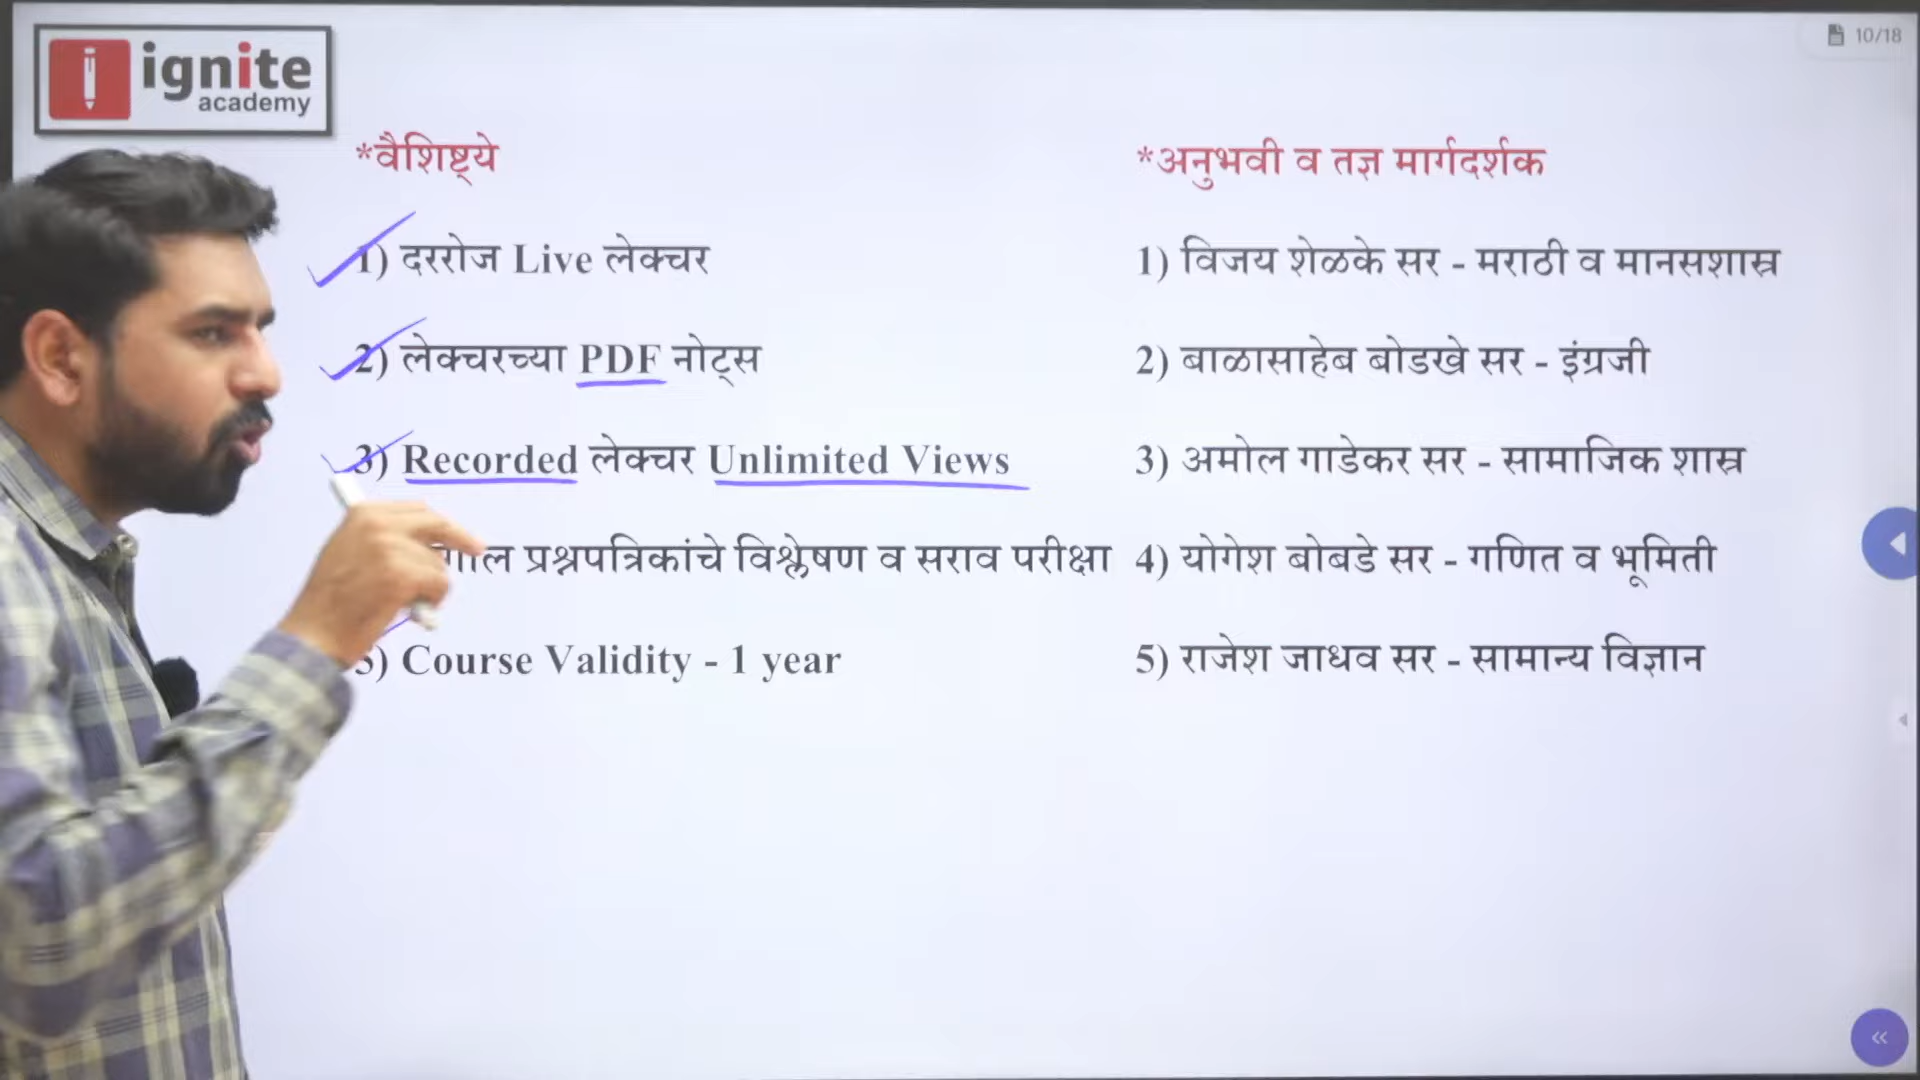 ignite
academy
10/18
*वैशिष्ट्ये
1) दररोज Live लेक्चर
2) लेक्चरच्या PDF नोट्स
3) Recorded लेक्चर Unlimited Views
प्रश्नपत्रिकांचे विश्लेषण व सराव परीक्षा
5) Course Validity - 1 year
*अनुभवी व तज्ञ मार्गदर्शक
1) विजय शेळके सर - मराठी व मानसशास्त्र
2) बाळासाहेब बोडखे सर - इंग्रजी
3) अमोल गाडेकर सर - सामाजिक शास्त्र
4) योगेश बोबडे सर - गणित व भूमिती
5) राजेश जाधव सर - सामान्य विज्ञान